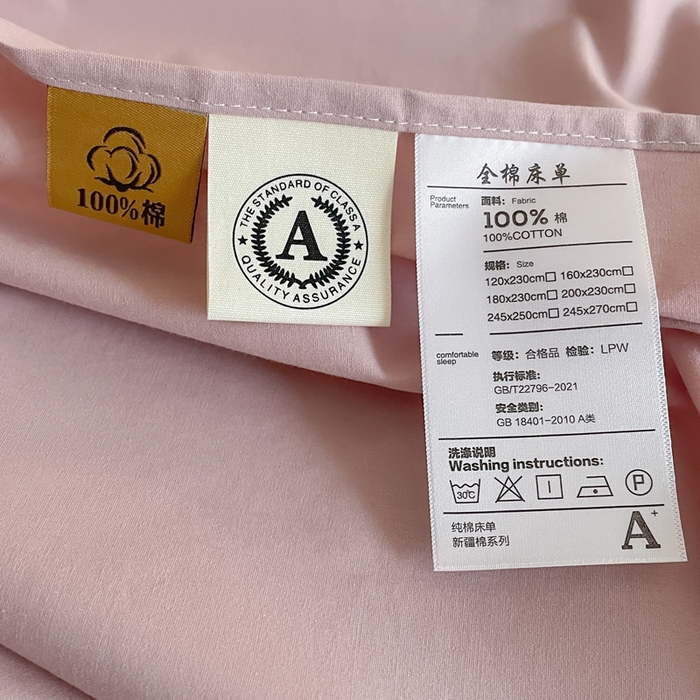 100%棉
THE STANDARD OF CLASS A
A
QUALITY ASSURANCE
全棉床单
Product Parameters
面料: Fabric
100% 棉
100%COTTON
规格: Size
120x230cm□ 160x230cm□
180x230cm□ 200x230cm□
245x250cm□ 245x270cm□
comfortable sleep
等级: 合格品 检验: LPW
执行标准:
GB/T22796-2021
安全类别:
GB 18401-2010 A类
洗涤说明
Washing instructions:
30℃ P
纯棉床单
新疆棉系列
A+